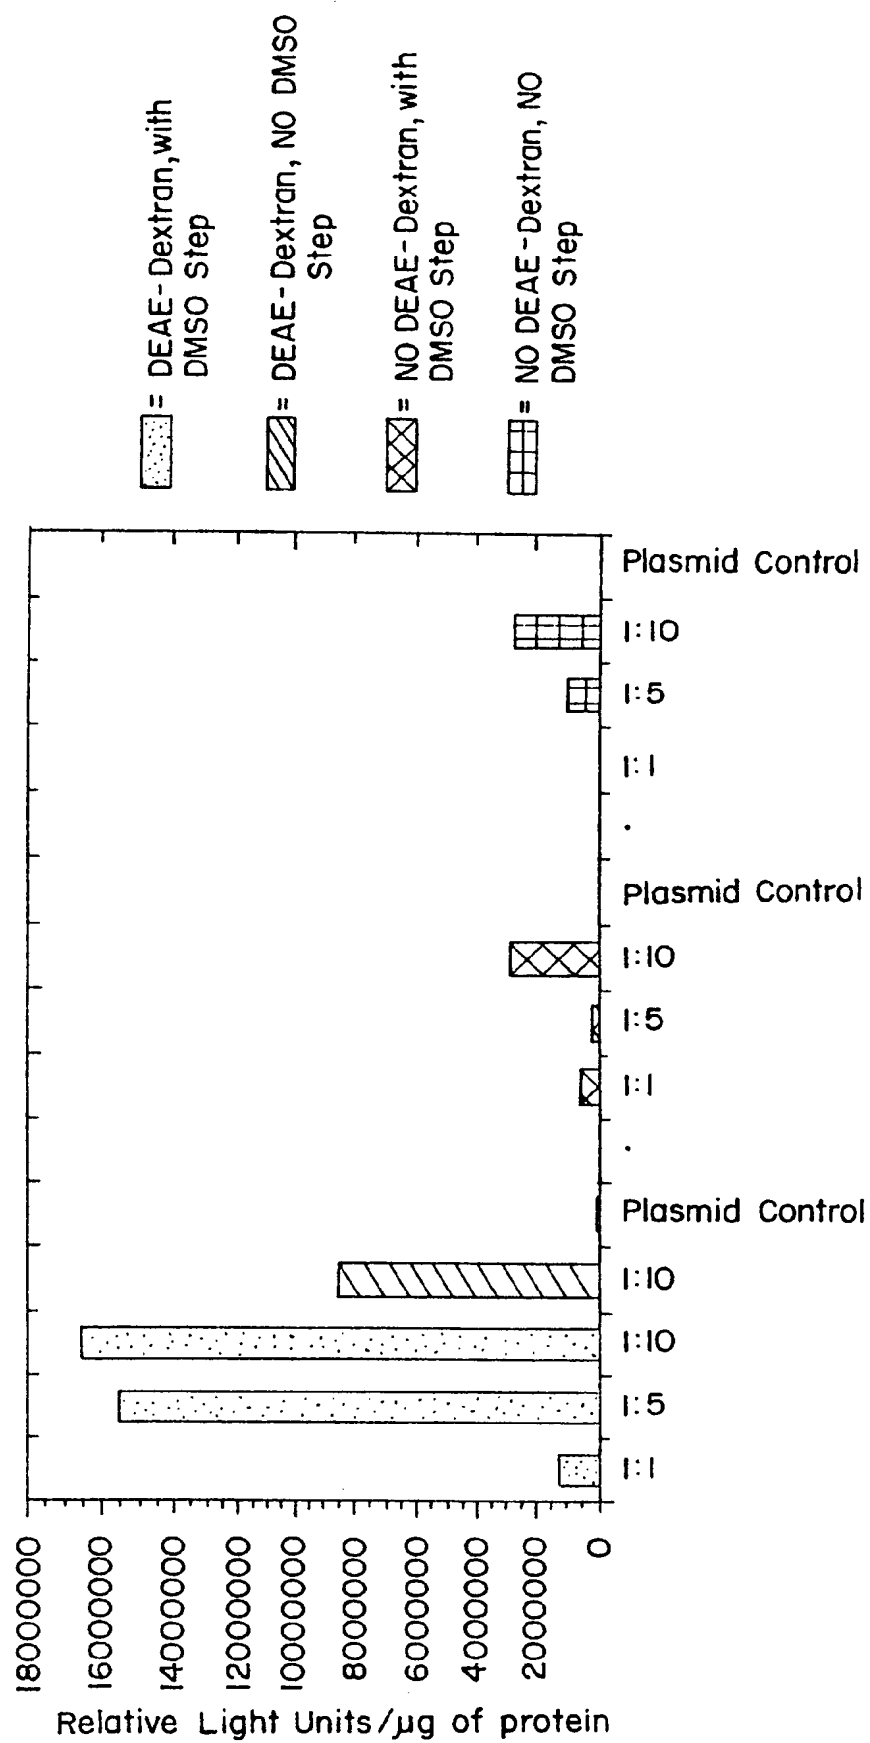 Relative Light Units/µg of protein
18000000
16000000
14000000
12000000
10000000
8000000
6000000
4000000
2000000
0
1:1
1:5
1:10
1:10
Plasmid Control
.
1:1
1:5
1:10
Plasmid Control
.
1:1
1:5
1:10
Plasmid Control
= DEAE-Dextran, with
DMSO Step
= DEAE-Dextran, NO DMSO
Step
= NO DEAE-Dextran, with
DMSO Step
= NO DEAE-Dextran, NO
DMSO Step